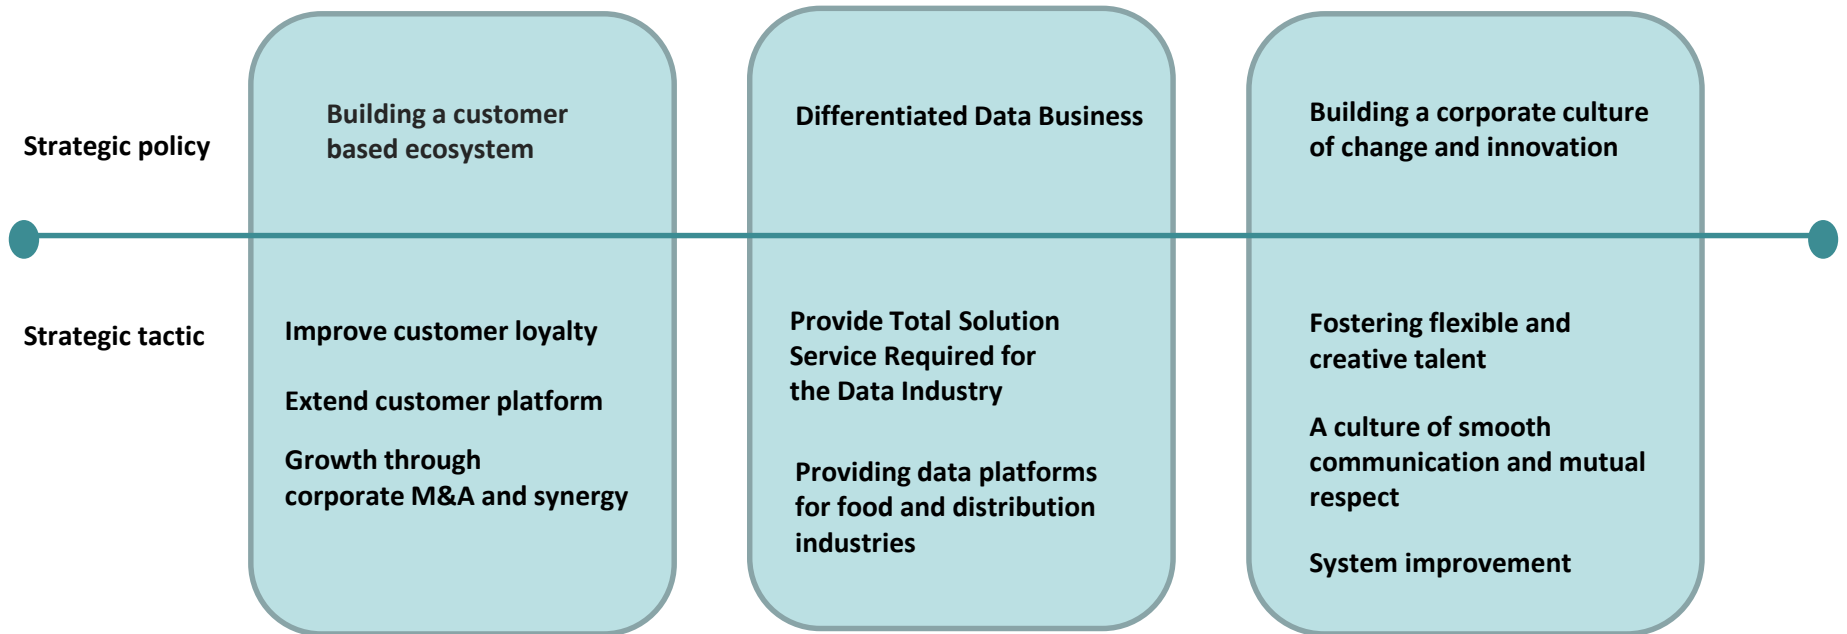 Strategic policy
Building a customer
based ecosystem
Differentiated Data Business
Building a corporate culture
of change and innovation
Strategic tactic
Improve customer loyalty
Extend customer platform
Growth through
corporate M&A and synergy
Provide Total Solution
Service Required for
the Data Industry
Providing data platforms
for food and distribution
industries
Fostering flexible and
creative talent
A culture of smooth
communication and mutual
respect
System improvement